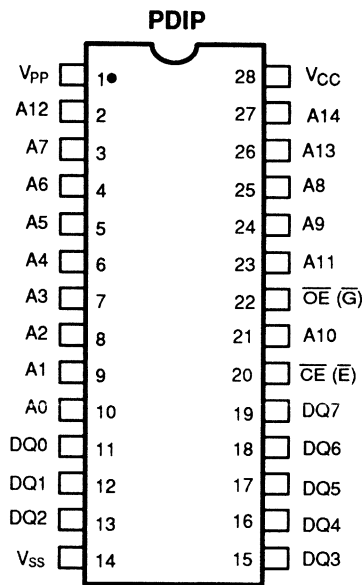 PDIP
VPP 1 28 VCC
A12 2 27 A14
A7 3 26 A13
A6 4 25 A8
A5 5 24 A9
A4 6 23 A11
A3 7 22 O̅E̅ (G̅)
A2 8 21 A10
A1 9 20 C̅E̅ (E̅)
A0 10 19 DQ7
DQ0 11 18 DQ6
DQ1 12 17 DQ5
DQ2 13 16 DQ4
VSS 14 15 DQ3